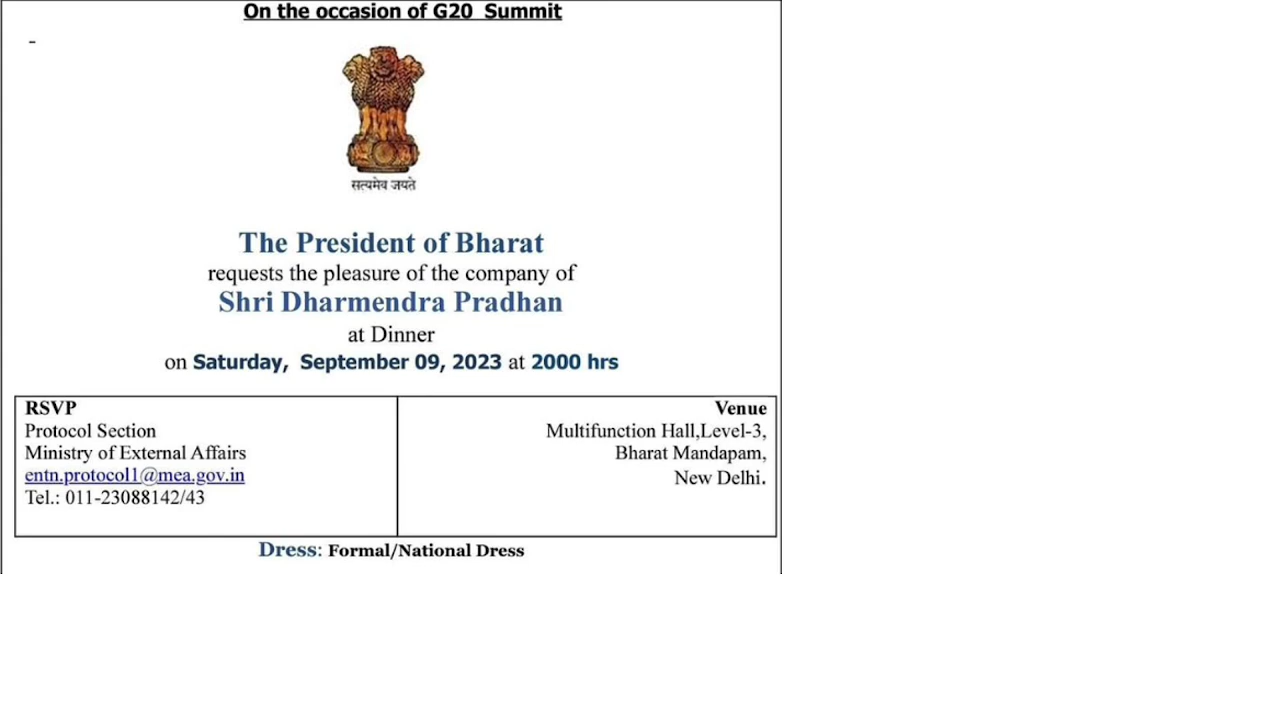 On the occasion of G20 Summit
-
सत्यमेव जयते
The President of Bharat
requests the pleasure of the company of
Shri Dharmendra Pradhan
at Dinner
on Saturday, September 09, 2023 at 2000 hrs
RSVP
Protocol Section
Ministry of External Affairs
entn.protocol1@mea.gov.in
Tel.: 011-23088142/43
Venue
Multifunction Hall,Level-3,
Bharat Mandapam,
New Delhi.
Dress: Formal/National Dress